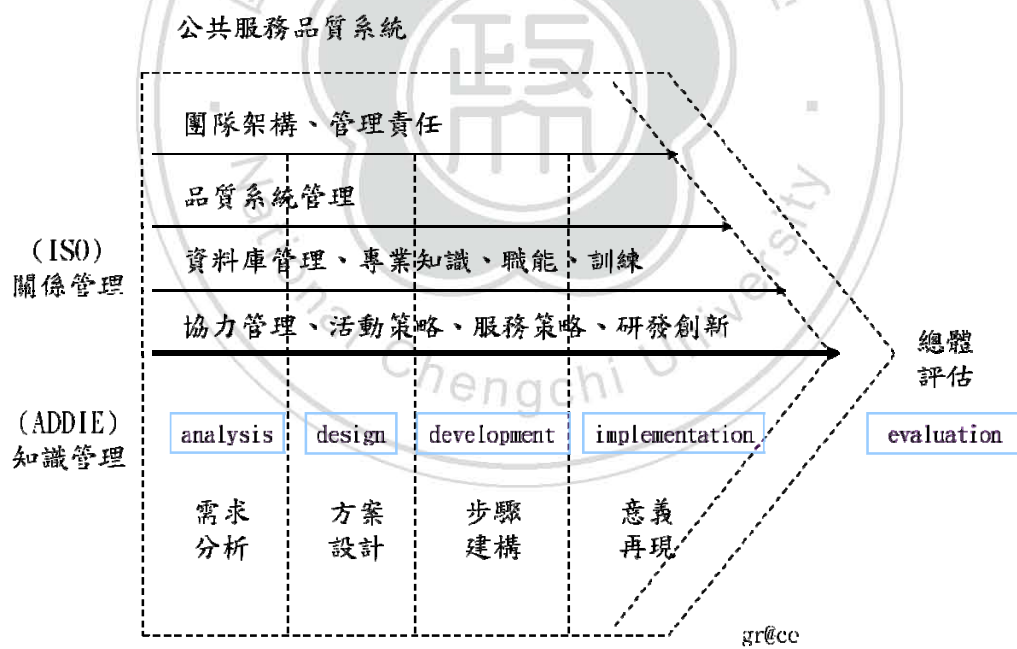 公共服務品質系統
團隊架構、管理責任
品質系統管理
(ISO)
關係管理
資料庫管理、專業知識、職能、訓練
協力管理、活動策略、服務策略、研發創新
總體
評估
(ADDIE)
知識管理
analysis design development implementation evaluation
需求 方案 步驟 意義
分析 設計 建構 再現
gr@ce
政
National Chengchi University